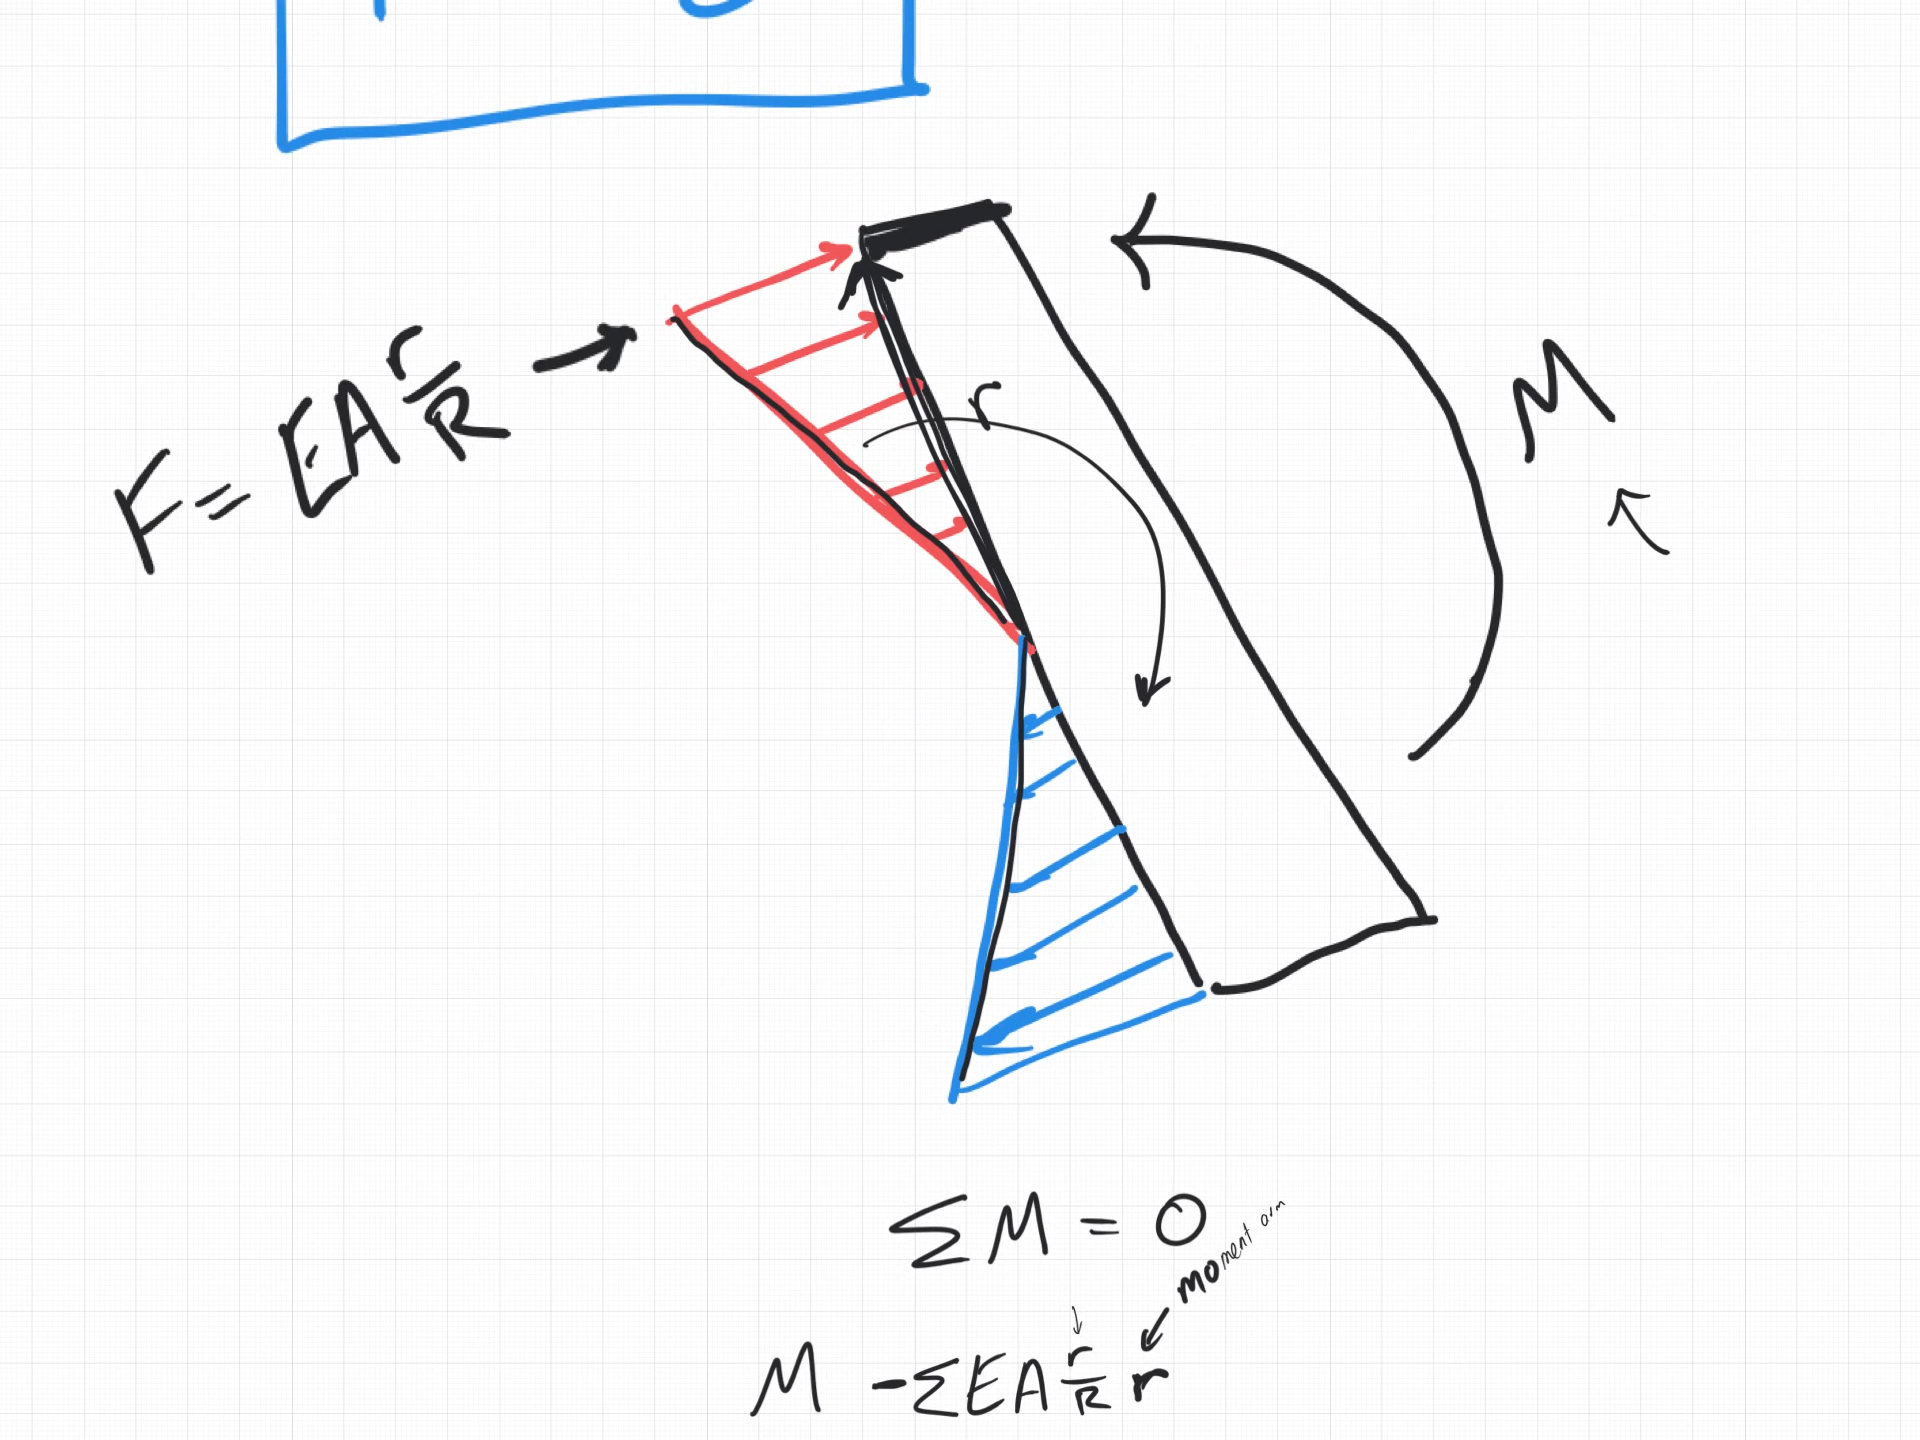 F = EA r/R
r
M
ΣM = 0
moment arm
M - ΣEA r/R r